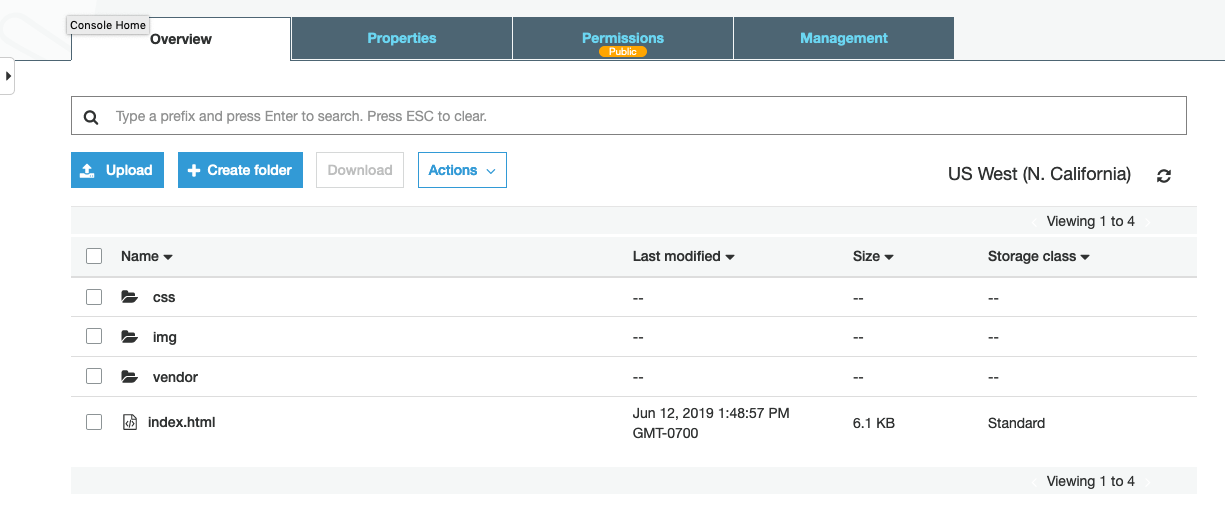 Console Home
Overview
Properties
Permissions
Public
Management
Type a prefix and press Enter to search. Press ESC to clear.
Upload
Create folder
Download
Actions
US West (N. California)
Viewing 1 to 4
Name Last modified Size Storage class
css -- -- --
img -- -- --
vendor -- -- --
index.html Jun 12, 2019 1:48:57 PM 6.1 KB Standard
GMT-0700
Viewing 1 to 4